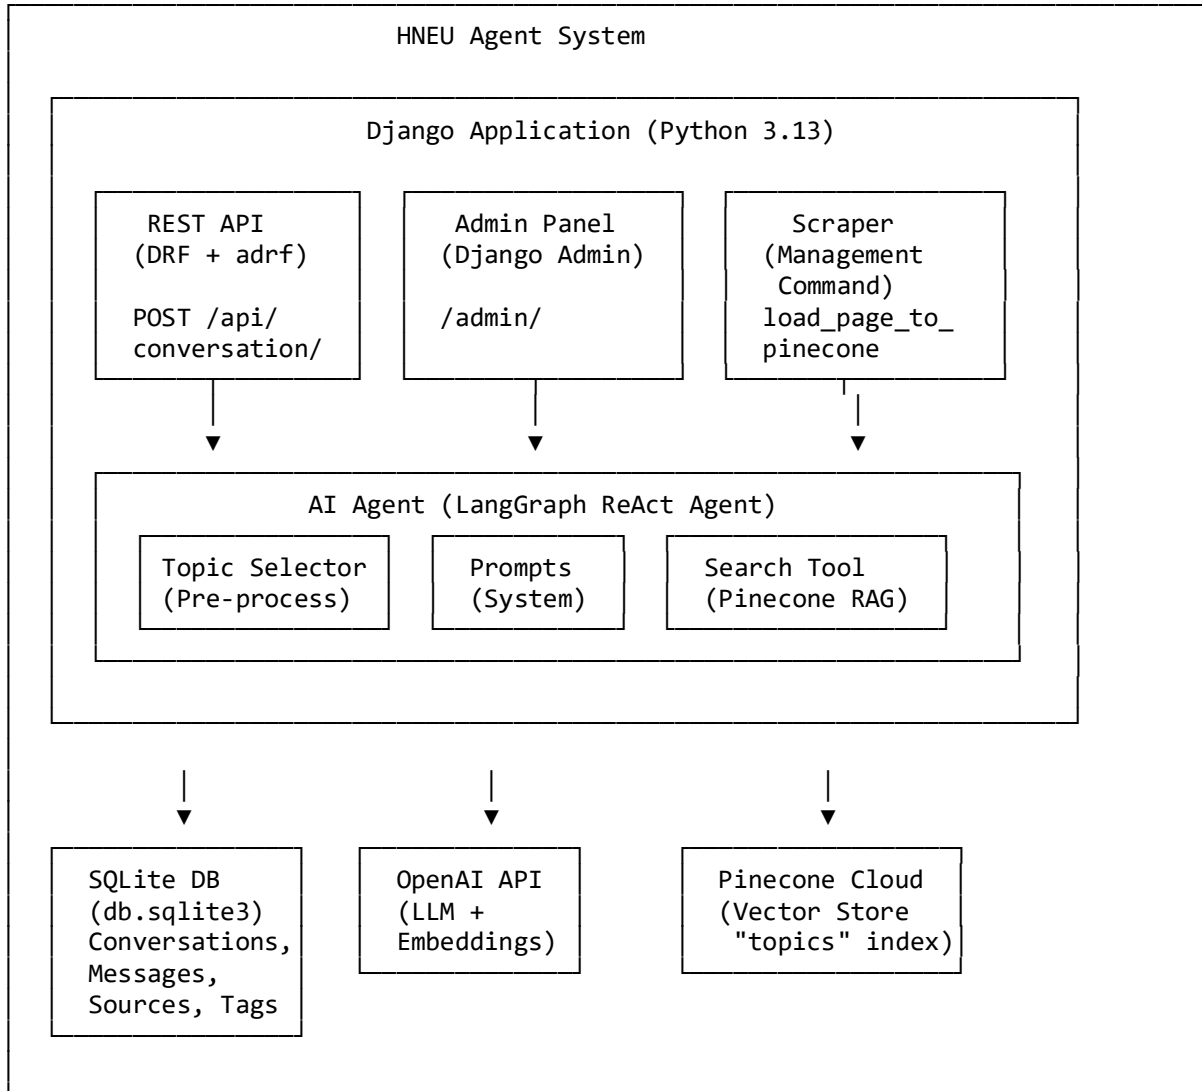 HNEU Agent System
Django Application (Python 3.13)
REST API
(DRF + adrf)
POST /api/
conversation/
Admin Panel
(Django Admin)
/admin/
Scraper
(Management
Command)
load_page_to_
pinecone
AI Agent (LangGraph ReAct Agent)
Topic Selector
(Pre-process)
Prompts
(System)
Search Tool
(Pinecone RAG)
SQLite DB
(db.sqlite3)
Conversations,
Messages,
Sources, Tags
OpenAI API
(LLM +
Embeddings)
Pinecone Cloud
(Vector Store
"topics" index)